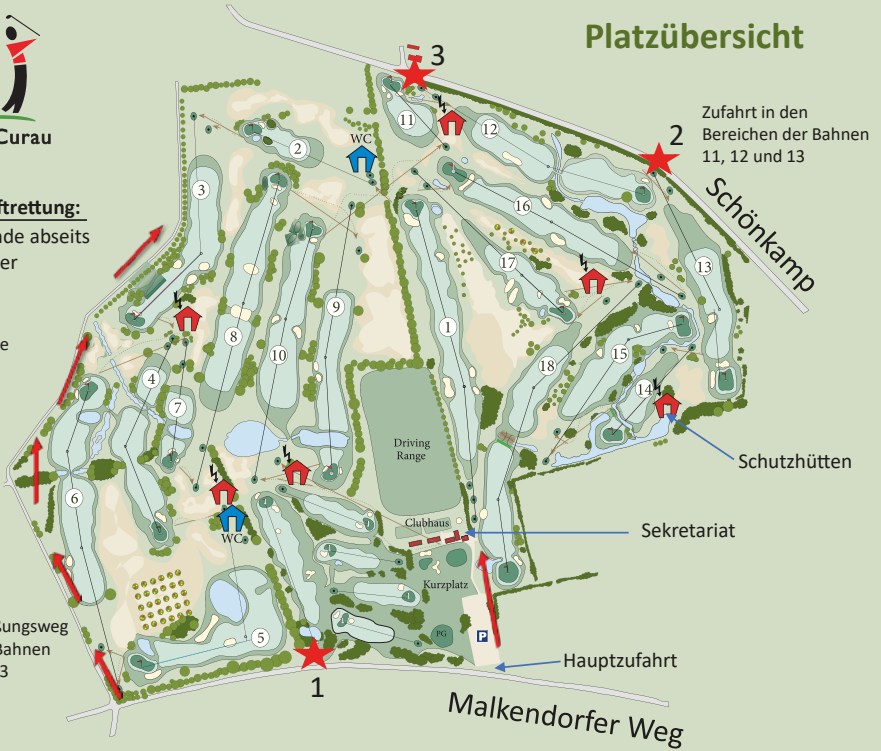 Platzübersicht
Curau
ftrettung:
de abseits
er
e
3
2
Zufahrt in den
Bereichen der Bahnen
11, 12 und 13
Schönkamp
WC
11
12
2
3
16
13
17
9
1
8
10
15
18
4
14
7
Driving
Range
Schutzhütten
6
Clubhaus
Sekretariat
WC
Kurzplatz
ßungsweg
Bahnen
3
5
PG
P
Hauptzufahrt
1
Malkendorfer Weg